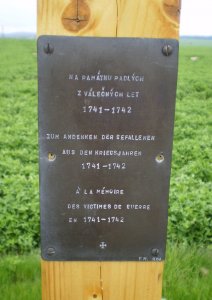 NA PAMÁTKU PADLÝCH
Z VÁLEČNÝCH LET
1741-1742
ZUM ANDENKEN DER GEFALLENEN
AUS DEN KRIEGSJAHREN
1741-1742
À LA MÉMOIRE
DES VICTIMES DE GUERRE
EN 1741-1742